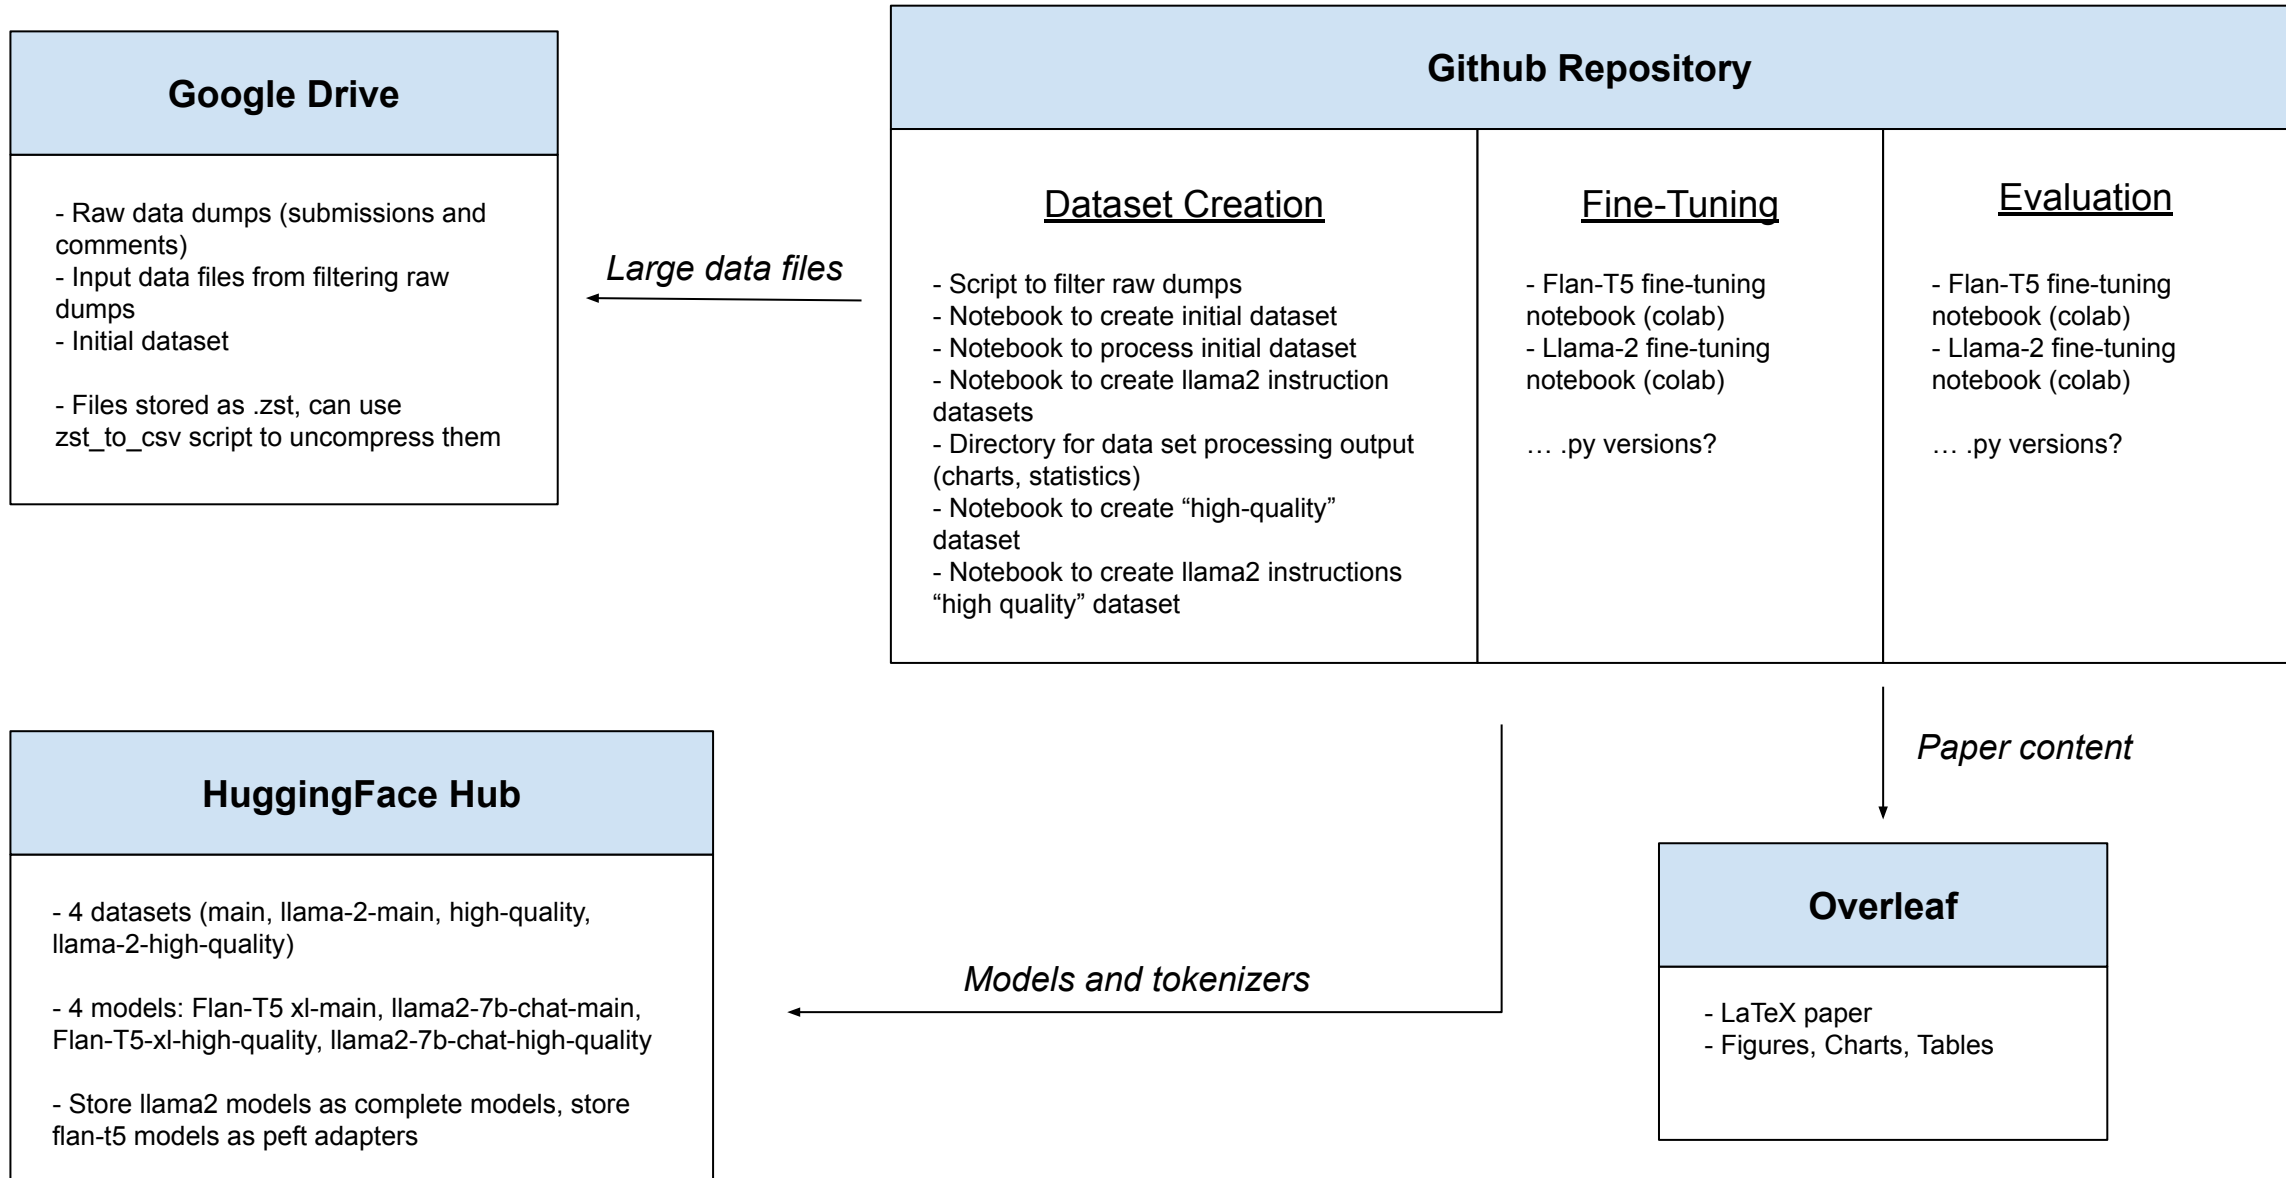 Google Drive
- Raw data dumps (submissions and
comments)
- Input data files from filtering raw
dumps
- Initial dataset
- Files stored as .zst, can use
zst_to_csv script to uncompress them
Large data files
Github Repository
Dataset Creation
- Script to filter raw dumps
- Notebook to create initial dataset
- Notebook to process initial dataset
- Notebook to create llama2 instruction
datasets
- Directory for data set processing output
(charts, statistics)
- Notebook to create “high-quality”
dataset
- Notebook to create llama2 instructions
“high quality” dataset
Fine-Tuning
- Flan-T5 fine-tuning
notebook (colab)
- Llama-2 fine-tuning
notebook (colab)
… .py versions?
Evaluation
- Flan-T5 fine-tuning
notebook (colab)
- Llama-2 fine-tuning
notebook (colab)
… .py versions?
HuggingFace Hub
- 4 datasets (main, llama-2-main, high-quality,
llama-2-high-quality)
- 4 models: Flan-T5 xl-main, llama2-7b-chat-main,
Flan-T5-xl-high-quality, llama2-7b-chat-high-quality
- Store llama2 models as complete models, store
flan-t5 models as peft adapters
Models and tokenizers
Paper content
Overleaf
- LaTeX paper
- Figures, Charts, Tables